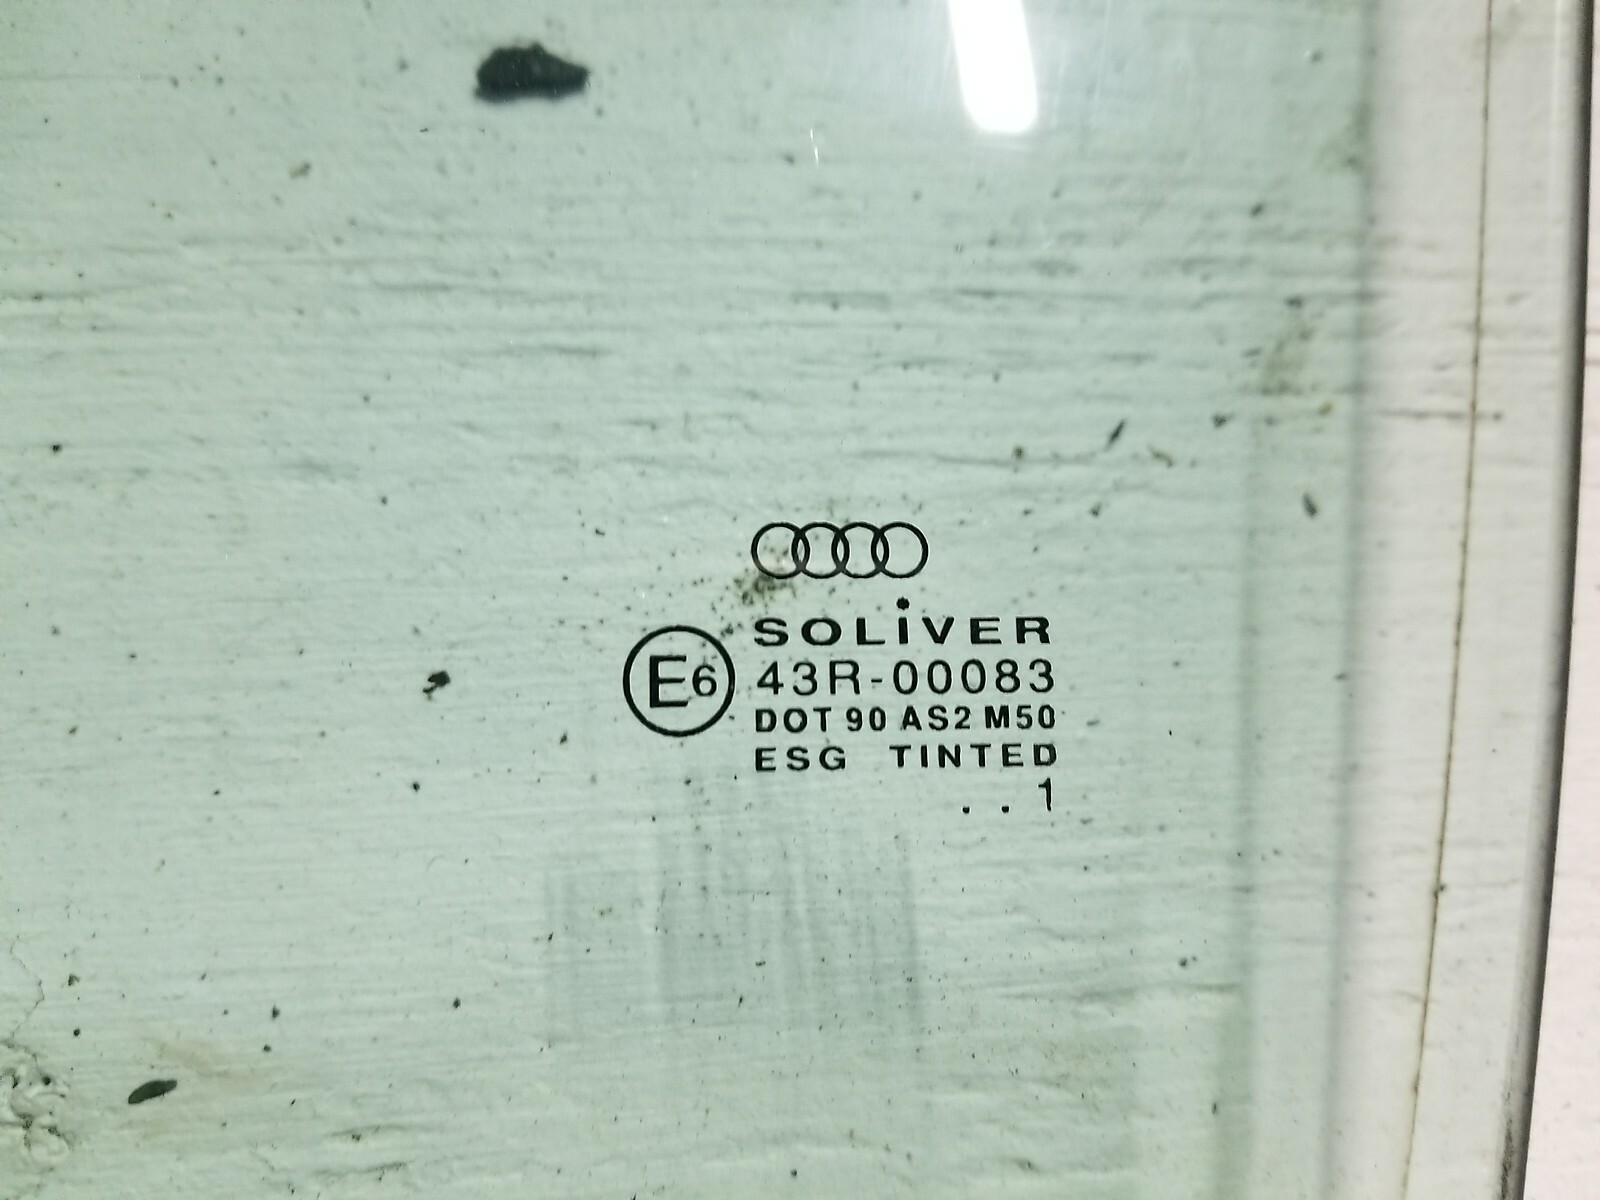 SOLiVER
E6 43R-00083
DOT 90 AS2 M50
ESG TINTED
. . 1